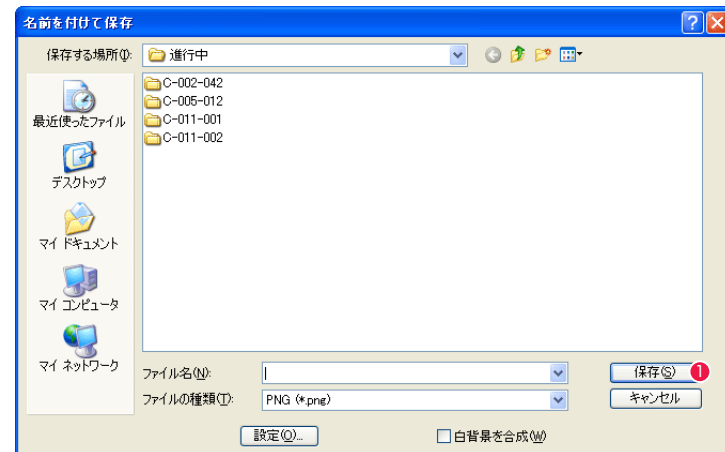 名前を付けて保存
保存する場所(I):
進行中
C-002-042
C-005-012
C-011-001
C-011-002
最近使ったファイル
デスクトップ
マイ ドキュメント
マイ コンピュータ
マイ ネットワーク
ファイル名(N):
保存(S)
1
ファイルの種類(T):
PNG (*.png)
キャンセル
設定(O)...
白背景を合成(W)